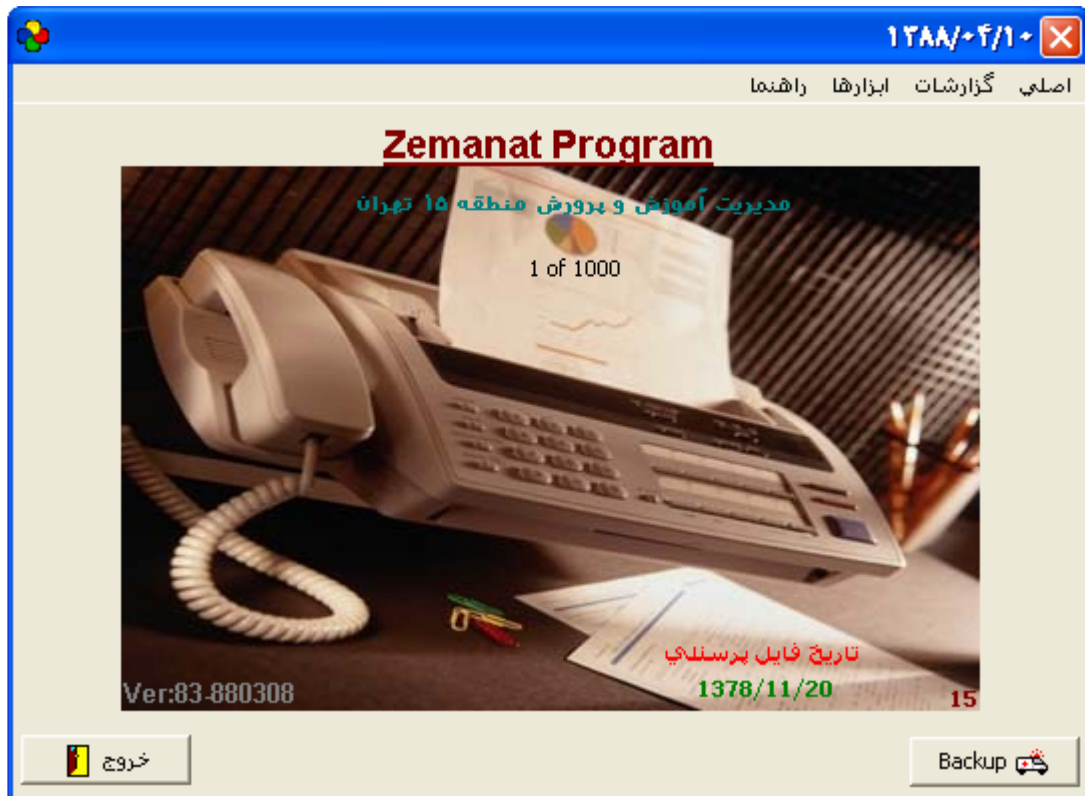 ۱۳۸۸/۰۴/۱۰
اصلي گزارشات ابزارها راهنما
Zemanat Program
مديريت آموزش و پرورش منطقه ۱۵ تهران
1 of 1000
تاريخ فايل پرسنلي
1378/11/20
Ver:83-880308
15
خروج
Backup